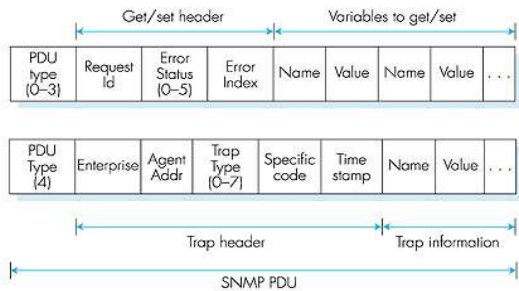 Get/set header
Variables to get/set
PDU
type
(0–3)
Request
Id
Error
Status
(0–5)
Error
Index
Name
Value
Name
Value
. . .
PDU
Type
(4)
Enterprise
Agent
Addr
Trap
Type
(0–7)
Specific
code
Time
stamp
Name
Value
. . .
Trap header
Trap information
SNMP PDU